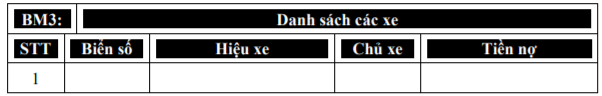 BM3: Danh sách các xe
STT Biển số Hiệu xe Chủ xe Tiền nợ
1